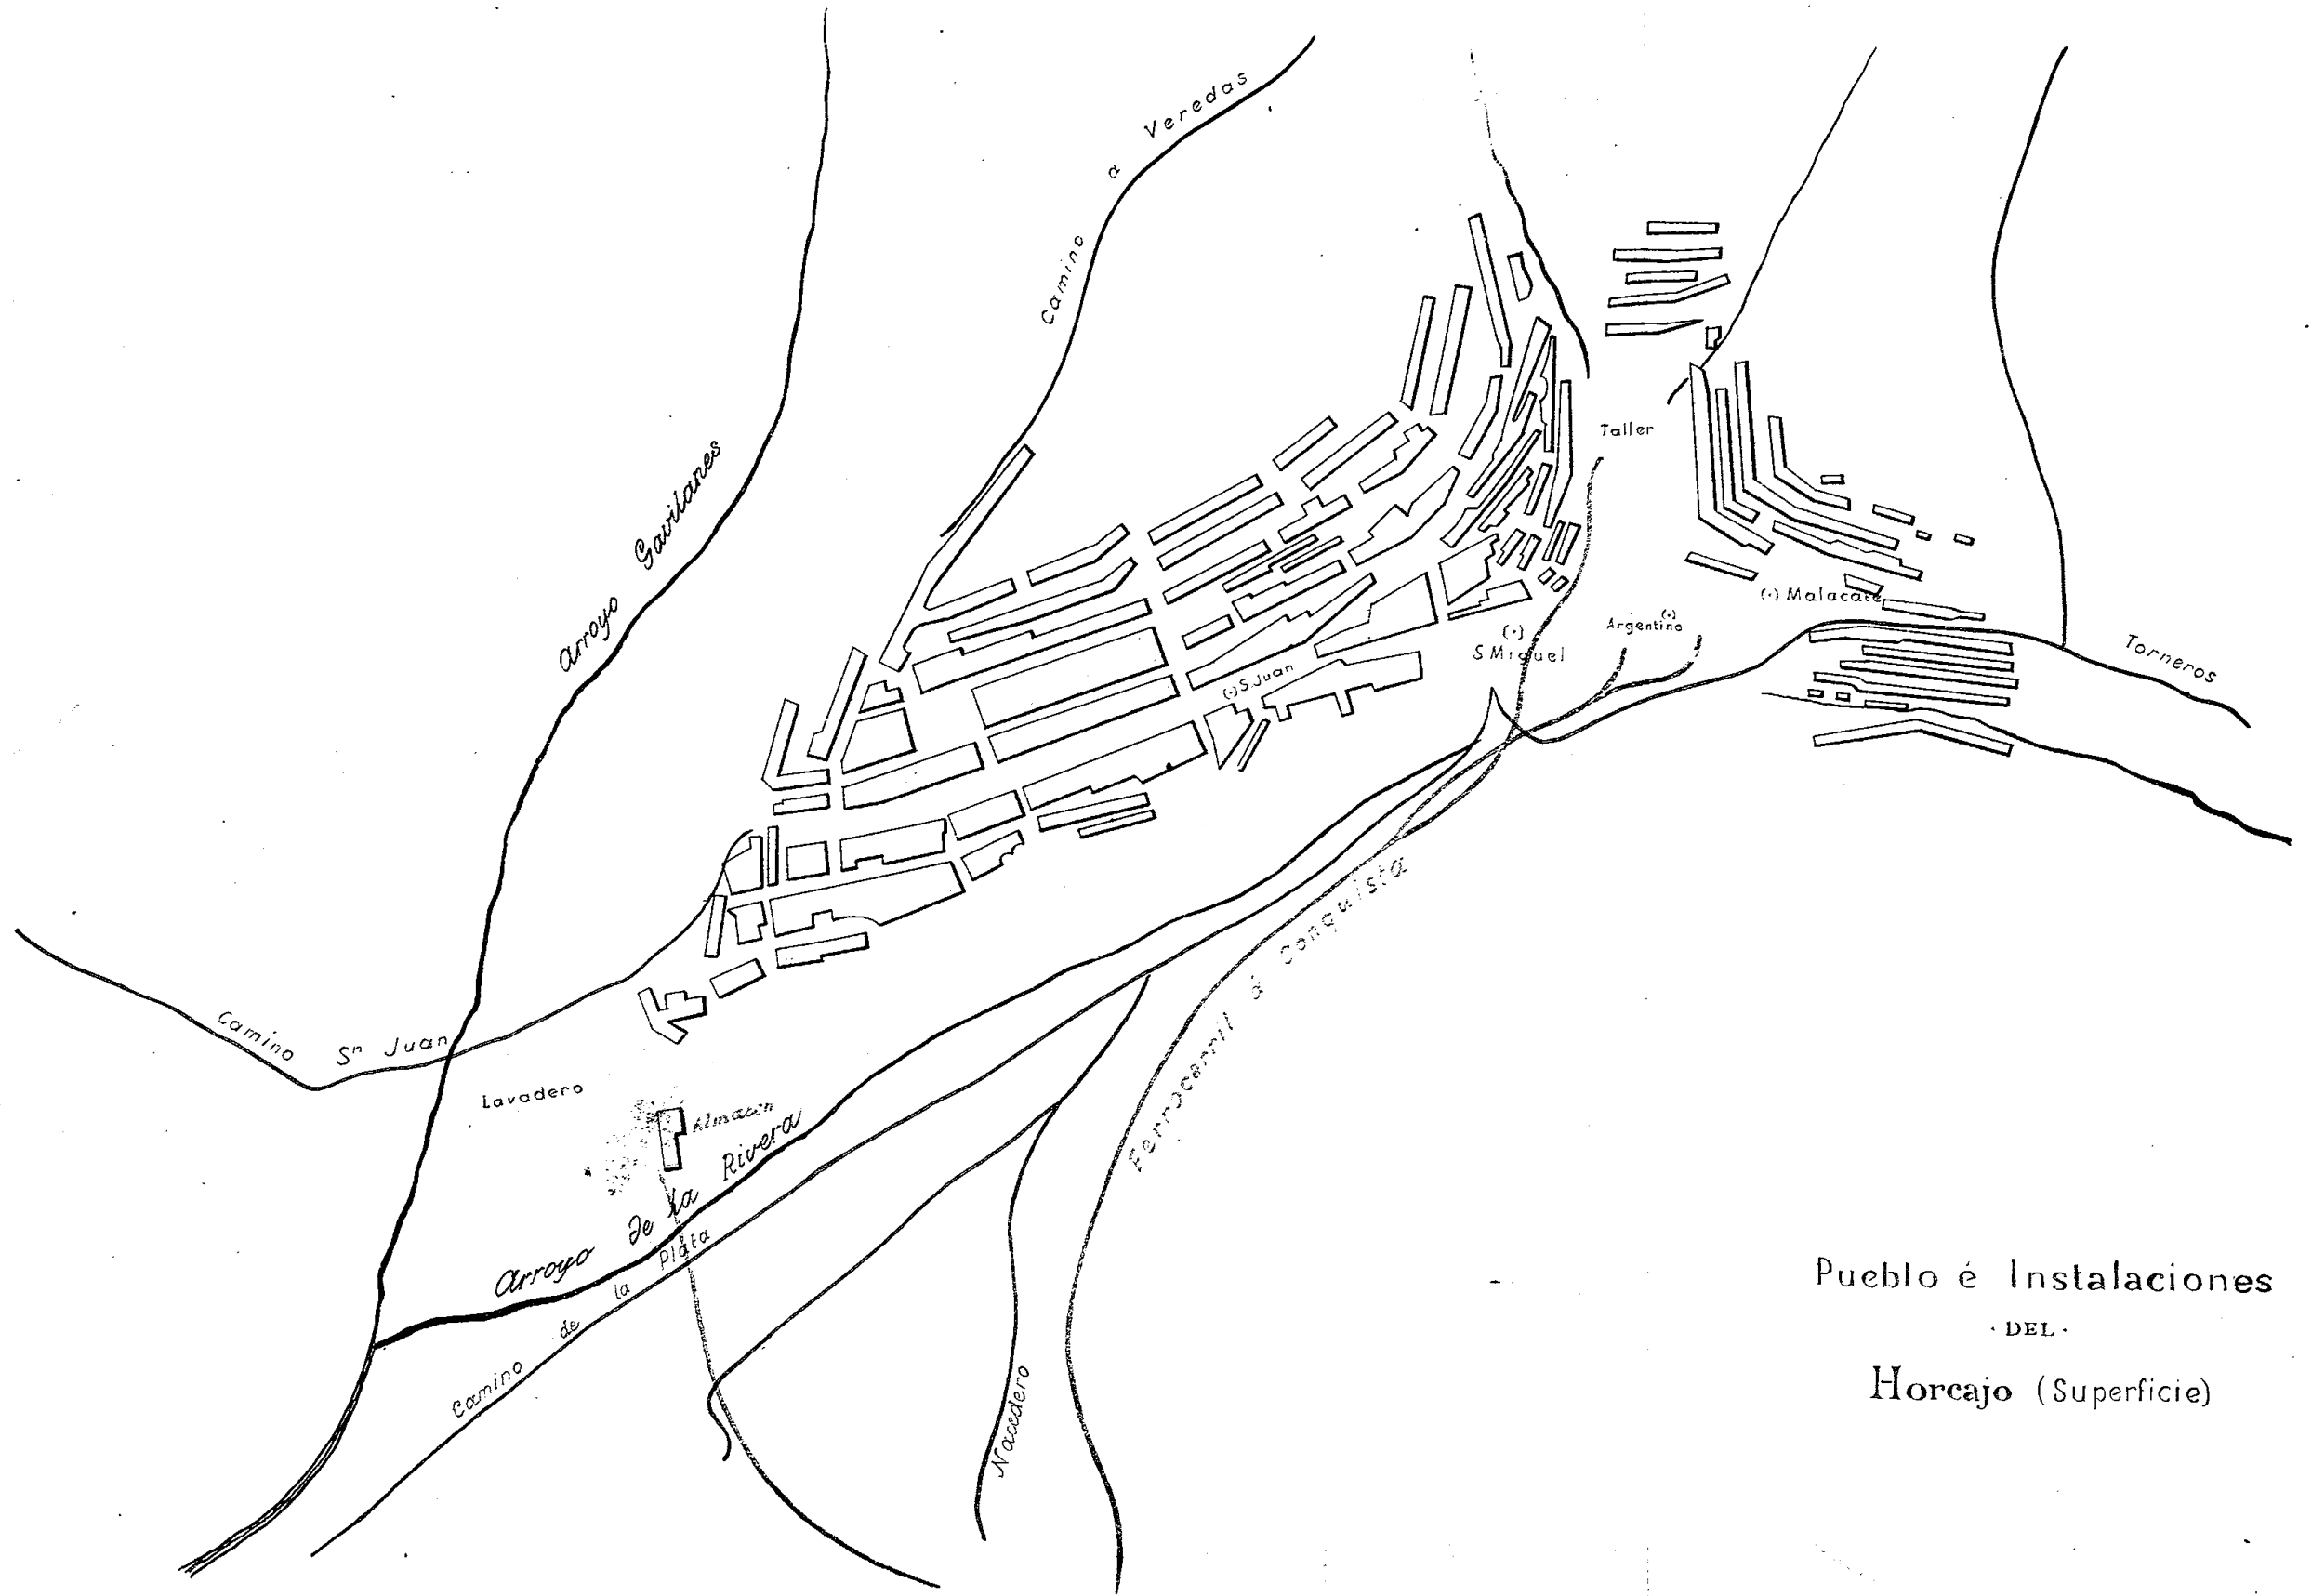 Camino a Veredas
Arroyo Gavilanes
Taller
(·) Malacate
Argentino (·)
(·)
S Miguel
(·) S. Juan
Torneros
Camino Sn Juan
Lavadero
Almacen
Arroyo de la Rivera
Camino de la Plata
Ferrocarril á Conquista
Nacedero
Pueblo é Instalaciones
· DEL ·
Horcajo (Superficie)